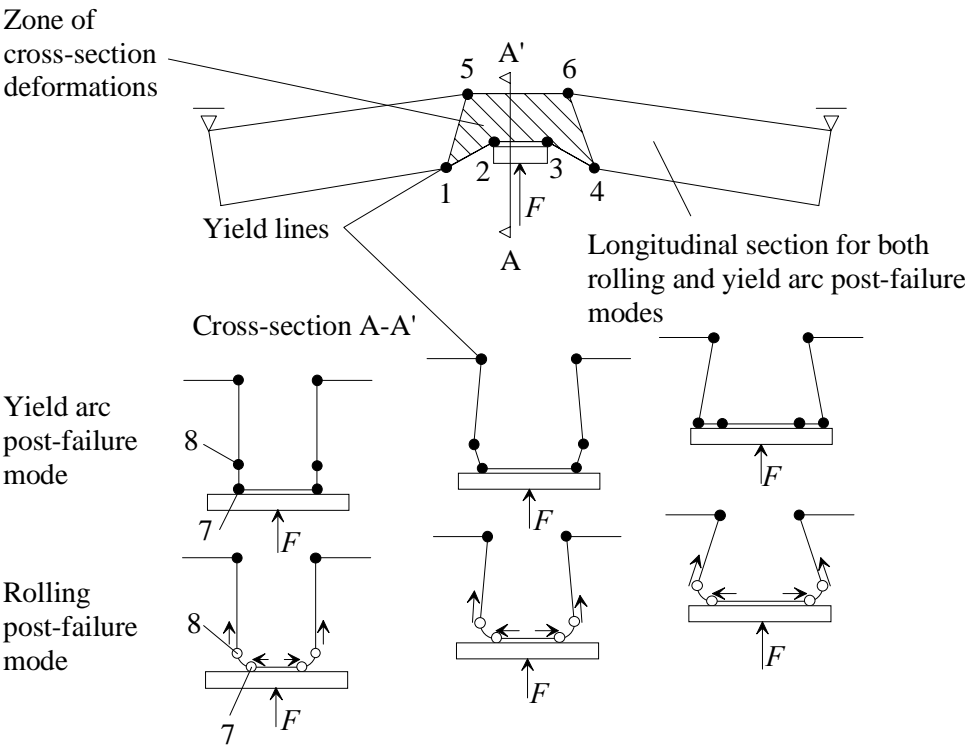 Zone of
cross-section
deformations
A'
5
6
1
2
3
4
F
A
Yield lines
Longitudinal section for both
rolling and yield arc post-failure
modes
Cross-section A-A'
Yield arc
post-failure
mode
8
7
F
F
F
Rolling
post-failure
mode
8
7
F
F
F